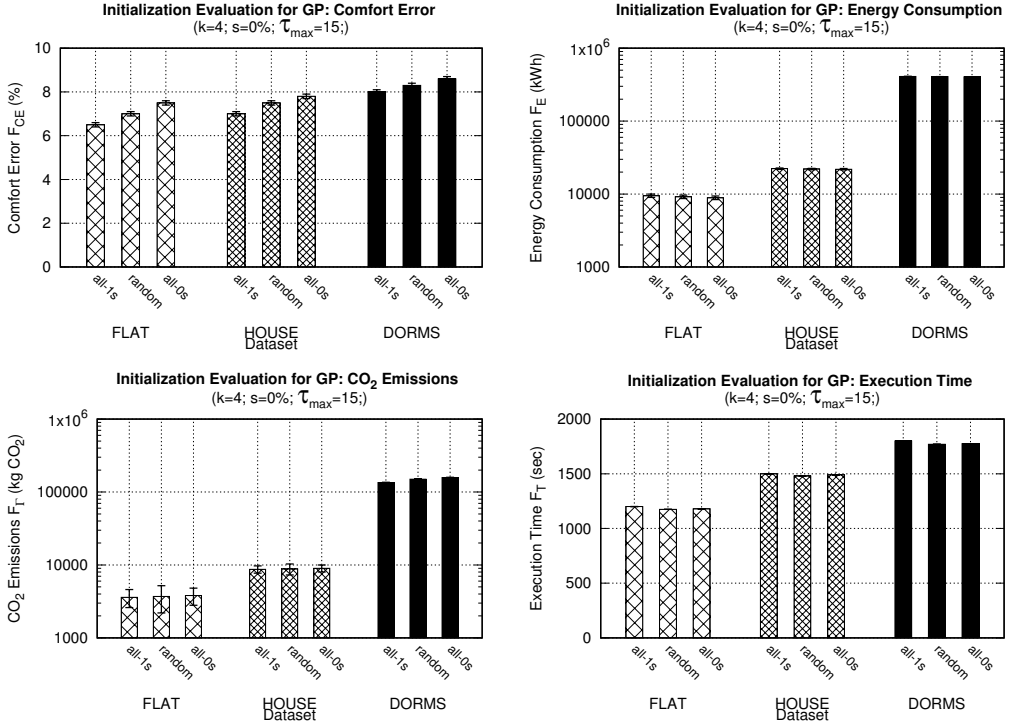 Initialization Evaluation for GP: Comfort Error
(k=4; s=0%; τmax=15;)
Comfort Error FCE (%)
10
8
6
4
2
0
all-1s random all-0s all-1s random all-0s all-1s random all-0s
FLAT HOUSE DORMS
Dataset
Initialization Evaluation for GP: Energy Consumption
(k=4; s=0%; τmax=15;)
Energy Consumption FE (kWh)
1x10^6
100000
10000
1000
all-1s random all-0s all-1s random all-0s all-1s random all-0s
FLAT HOUSE DORMS
Dataset
Initialization Evaluation for GP: CO2 Emissions
(k=4; s=0%; τmax=15;)
CO2 Emissions FΓ (kg CO2)
1x10^6
100000
10000
1000
all-1s random all-0s all-1s random all-0s all-1s random all-0s
FLAT HOUSE DORMS
Dataset
Initialization Evaluation for GP: Execution Time
(k=4; s=0%; τmax=15;)
Execution Time FT (sec)
2000
1500
1000
500
0
all-1s random all-0s all-1s random all-0s all-1s random all-0s
FLAT HOUSE DORMS
Dataset